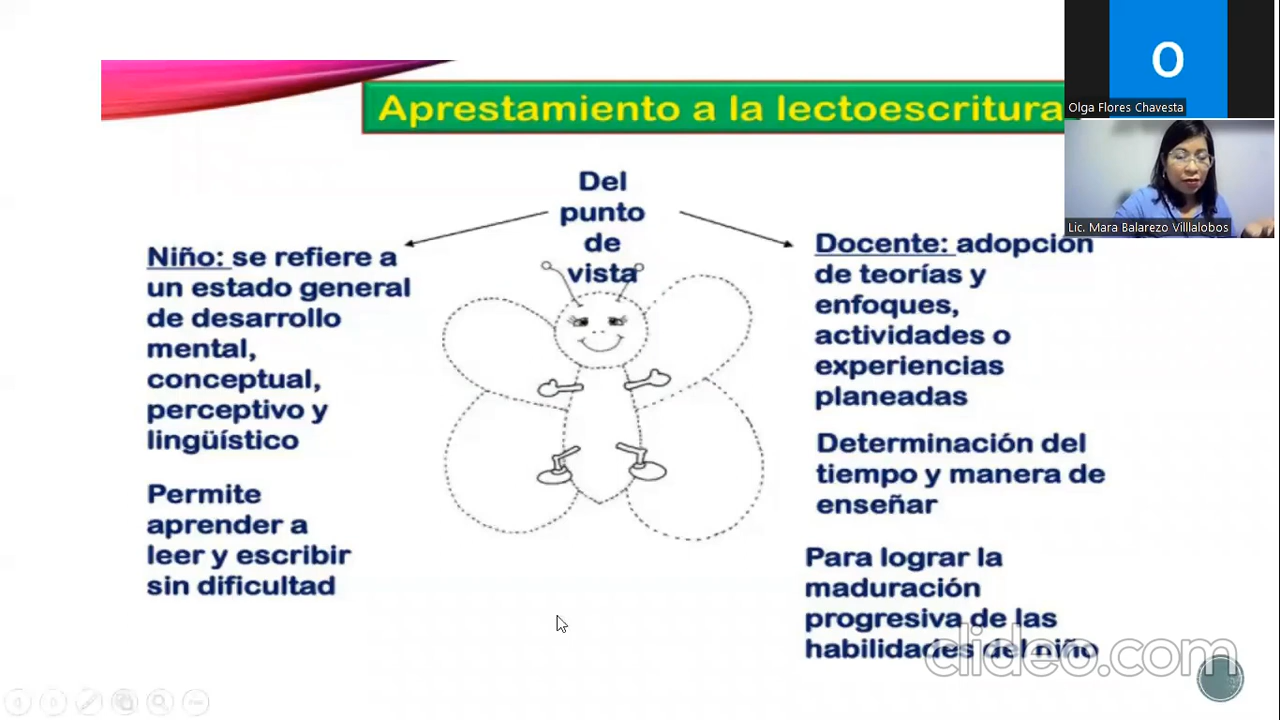 Aprestamiento a la lectoescritura
Del
punto
de
vista
Niño: se refiere a
un estado general
de desarrollo
mental,
conceptual,
perceptivo y
lingüístico
Permite
aprender a
leer y escribir
sin dificultad
Docente: adopción
de teorías y
enfoques,
actividades o
experiencias
planeadas
Determinación del
tiempo y manera de
enseñar
Para lograr la
maduración
progresiva de las
habilidades del niño
O
Olga Flores Chavesta
Lic. Mara Balarezo Villlalobos
clideo.com